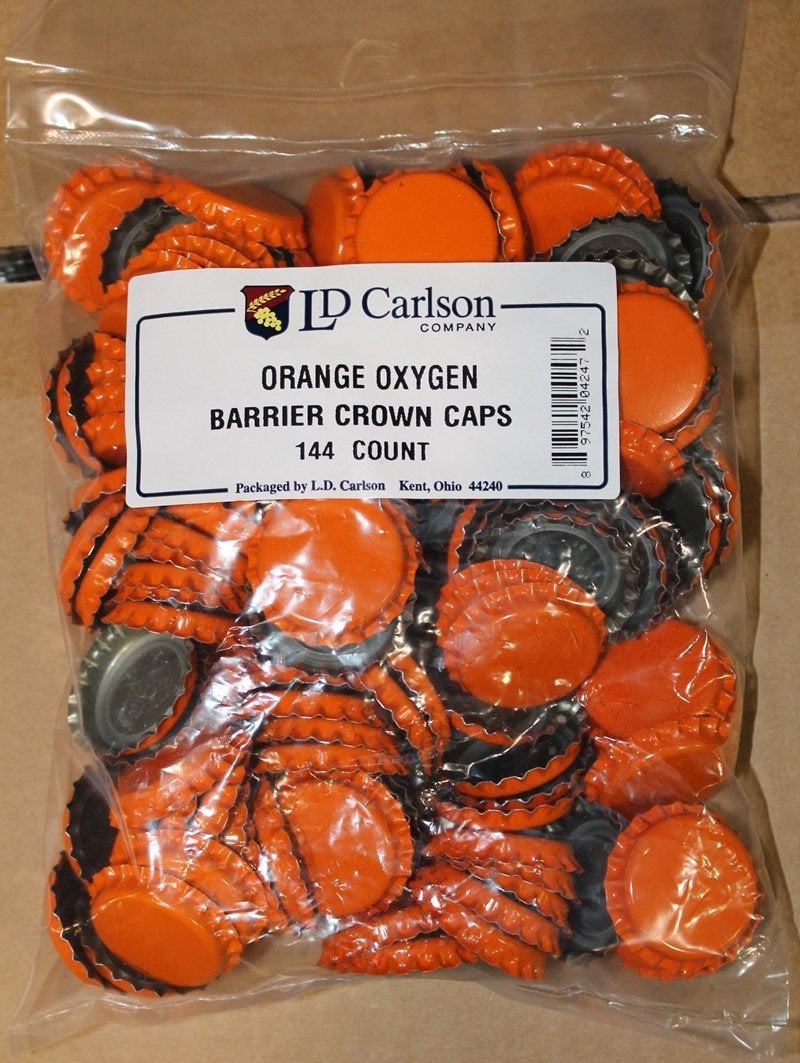 LD Carlson
COMPANY
ORANGE OXYGEN
BARRIER CROWN CAPS
144 COUNT
Packaged by L.D. Carlson Kent, Ohio 44240
8 97542 04247 2